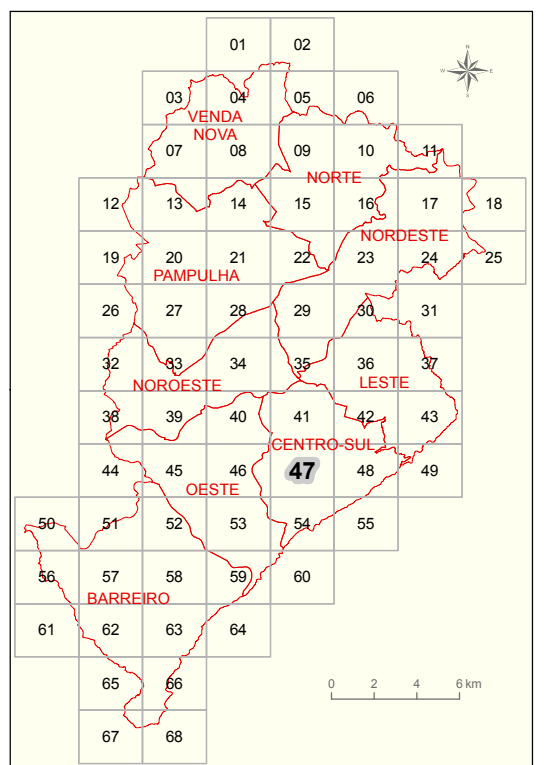 01 02
N
W E
S
03 04 05 06
VENDA
NOVA
07 08 09 10 11
NORTE
12 13 14 15 16 17 18
NORDESTE
19 20 21 22 23 24 25
PAMPULHA
26 27 28 29 30 31
32 33 34 35 36 37
NOROESTE LESTE
38 39 40 41 42 43
CENTRO-SUL
44 45 46 47 48 49
OESTE
50 51 52 53 54 55
56 57 58 59 60
BARREIRO
61 62 63 64
65 66
0 2 4 6 km
67 68